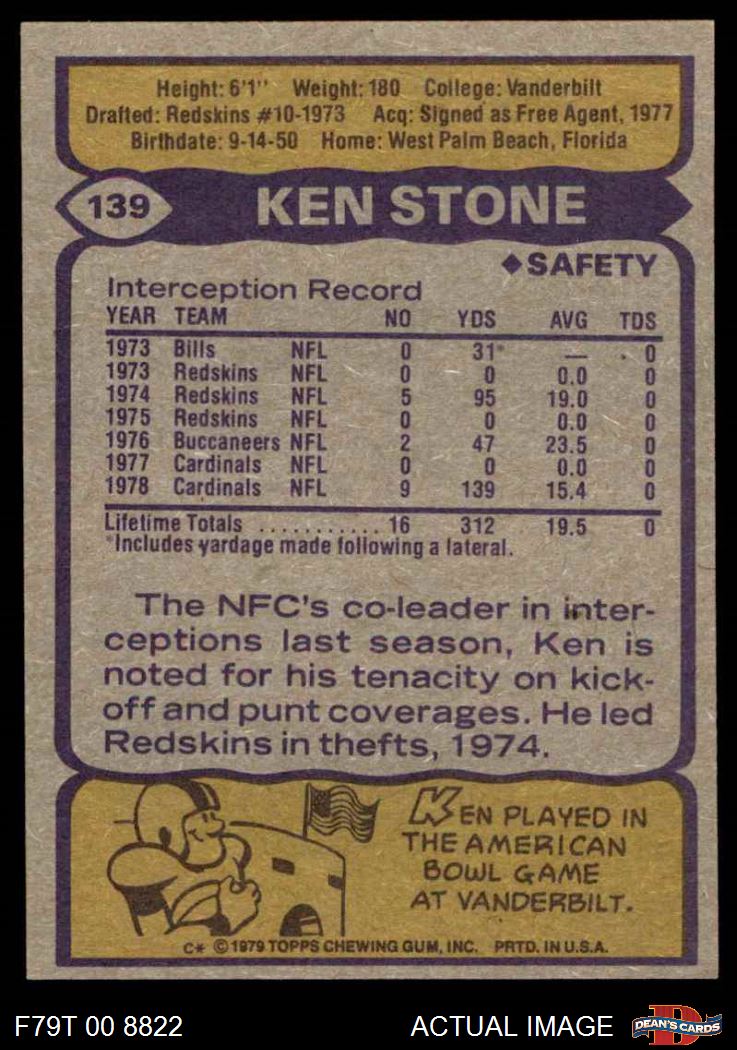 Height: 6'1" Weight: 180 College: Vanderbilt
Drafted: Redskins #10-1973 Acq: Signed as Free Agent, 1977
Birthdate: 9-14-50 Home: West Palm Beach, Florida
139 KEN STONE
◆SAFETY
Interception Record
YEAR TEAM NO YDS AVG TDS
1973 Bills NFL 0 31* — 0
1973 Redskins NFL 0 0 0.0 0
1974 Redskins NFL 5 95 19.0 0
1975 Redskins NFL 0 0 0.0 0
1976 Buccaneers NFL 2 47 23.5 0
1977 Cardinals NFL 0 0 0.0 0
1978 Cardinals NFL 9 139 15.4 0
Lifetime Totals ........... 16 312 19.5 0
*Includes yardage made following a lateral.
The NFC's co-leader in inter-
ceptions last season, Ken is
noted for his tenacity on kick-
off and punt coverages. He led
Redskins in thefts, 1974.
KEN PLAYED IN
THE AMERICAN
BOWL GAME
AT VANDERBILT.
C* ©1979 TOPPS CHEWING GUM, INC. PRTD. IN U.S.A.
F79T 00 8822 ACTUAL IMAGE D DEAN'S CARDS